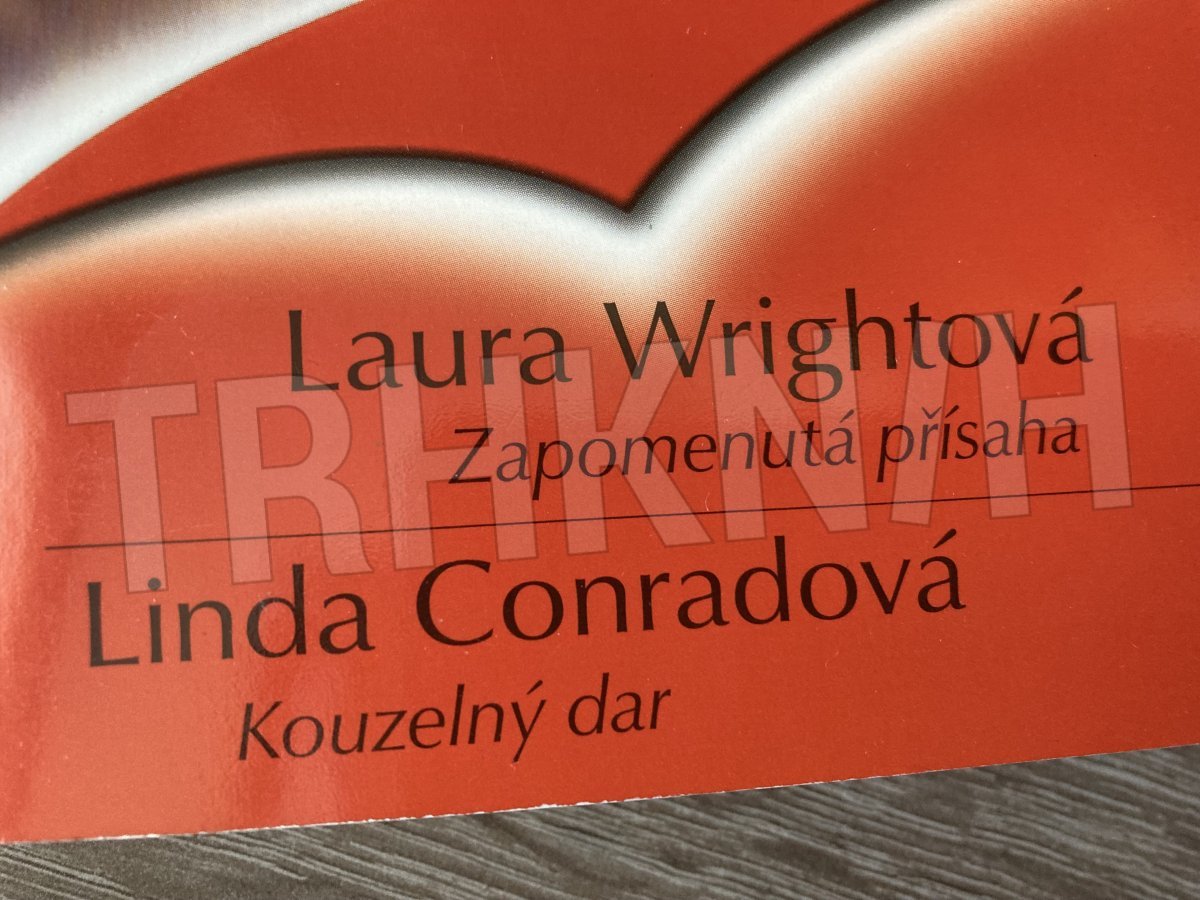 Laura Wrightová
Zapomenutá přísaha
TRHKNIH
Linda Conradová
Kouzelný dar